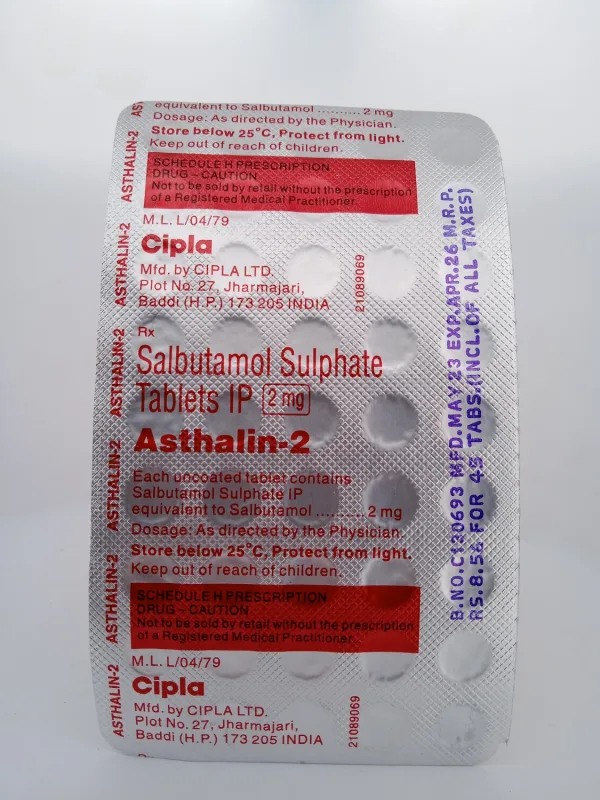 equivalent to Salbutamol .......... 2 mg
Dosage: As directed by the Physician.
Store below 25°C, Protect from light.
Keep out of reach of children.
SCHEDULE H PRESCRIPTION
DRUG – CAUTION
Not to be sold by retail without the prescription
of a Registered Medical Practitioner.
M.L. L/04/79
Cipla
Mfd. by CIPLA LTD.
Plot No. 27, Jharmajari,
Baddi (H.P.) 173 205 INDIA
21089069
Rx
Salbutamol Sulphate
Tablets IP 2 mg
Asthalin-2
Each uncoated tablet contains
Salbutamol Sulphate IP
equivalent to Salbutamol .......... 2 mg
Dosage: As directed by the Physician.
Store below 25°C, Protect from light.
Keep out of reach of children.
SCHEDULE H PRESCRIPTION
DRUG – CAUTION
Not to be sold by retail without the prescription
of a Registered Medical Practitioner.
M.L. L/04/79
Cipla
Mfd. by CIPLA LTD.
Plot No. 27, Jharmajari,
Baddi (H.P.) 173 205 INDIA
21089069
ASTHALIN-2
ASTHALIN-2
ASTHALIN-2
ASTHALIN-2
ASTHALIN-2
ASTHALIN-2
B.NO.C130693 MFD.MAY 23 EXP.APR.26 M.R.P.
RS.8.56 FOR 45 TABS.(INCL.OF ALL TAXES)